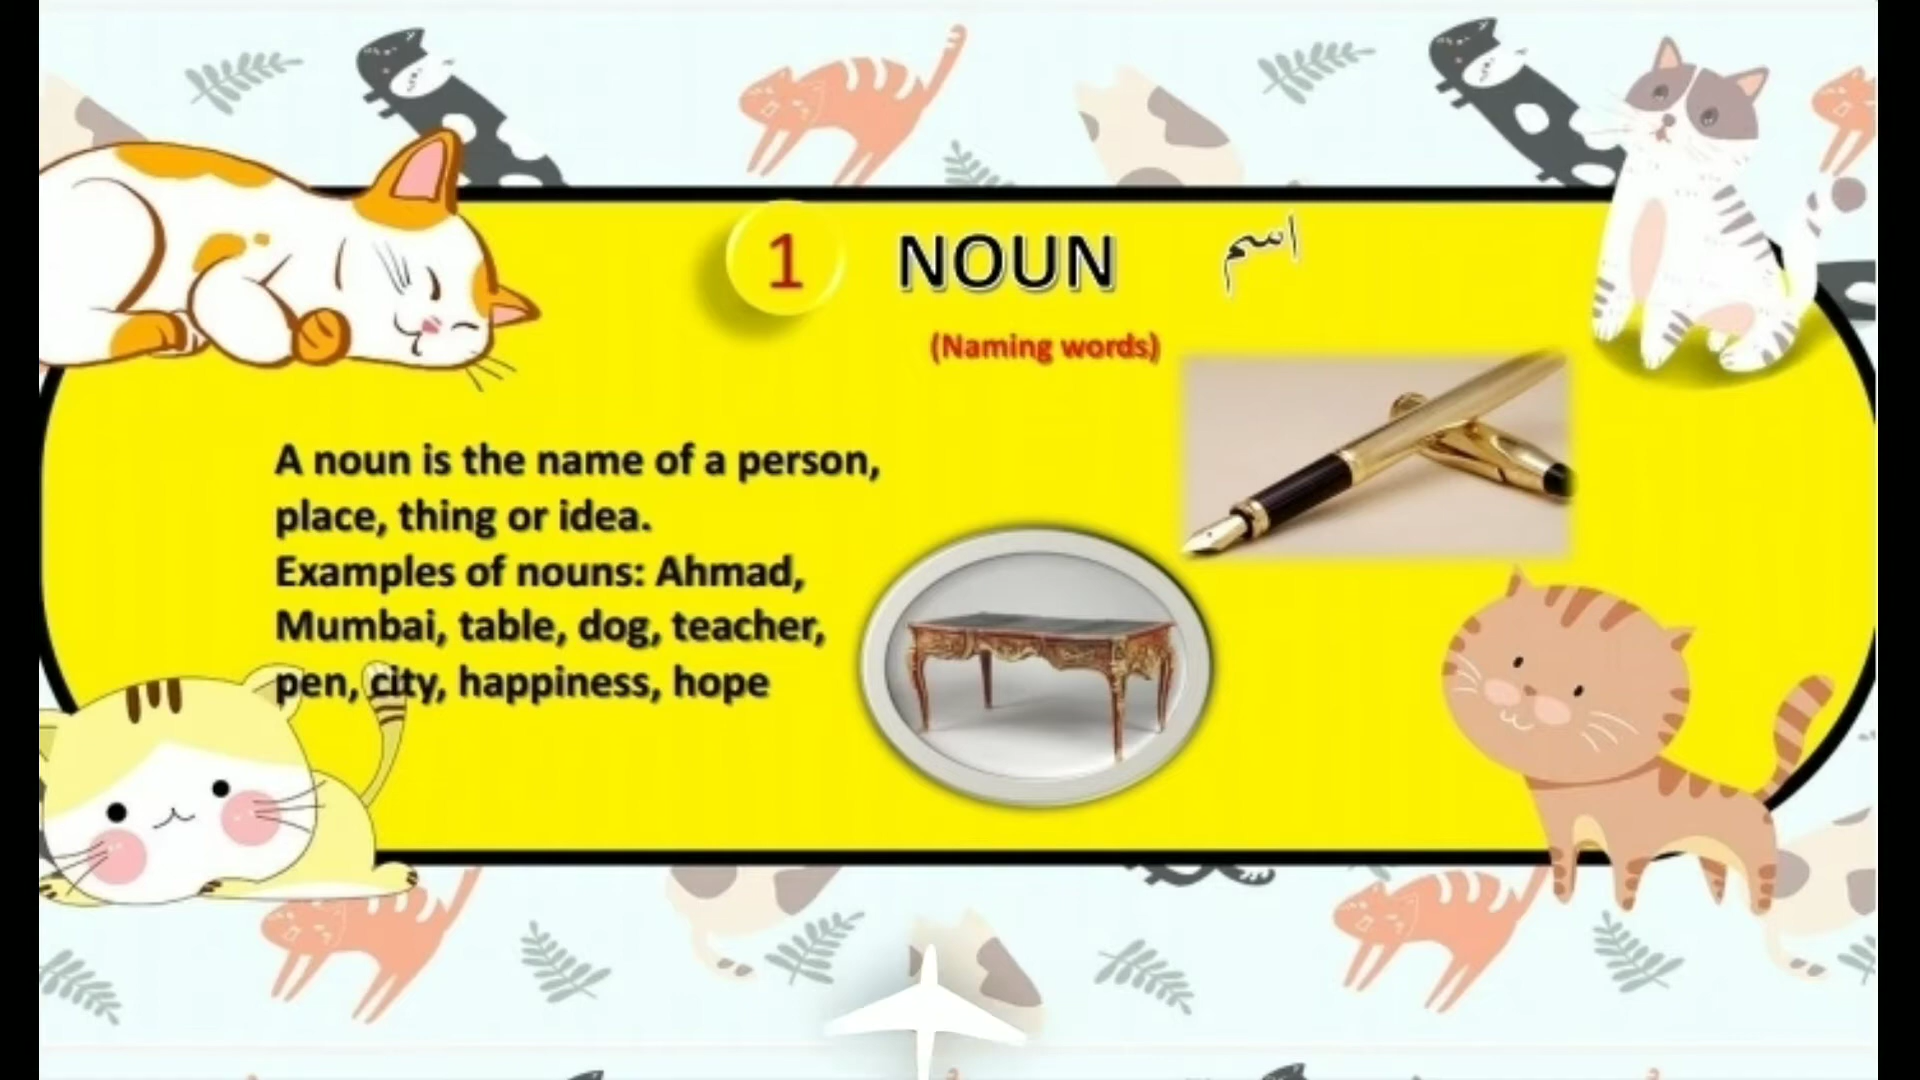 1 NOUN اسم
(Naming words)
A noun is the name of a person,
place, thing or idea.
Examples of nouns: Ahmad,
Mumbai, table, dog, teacher,
pen, city, happiness, hope